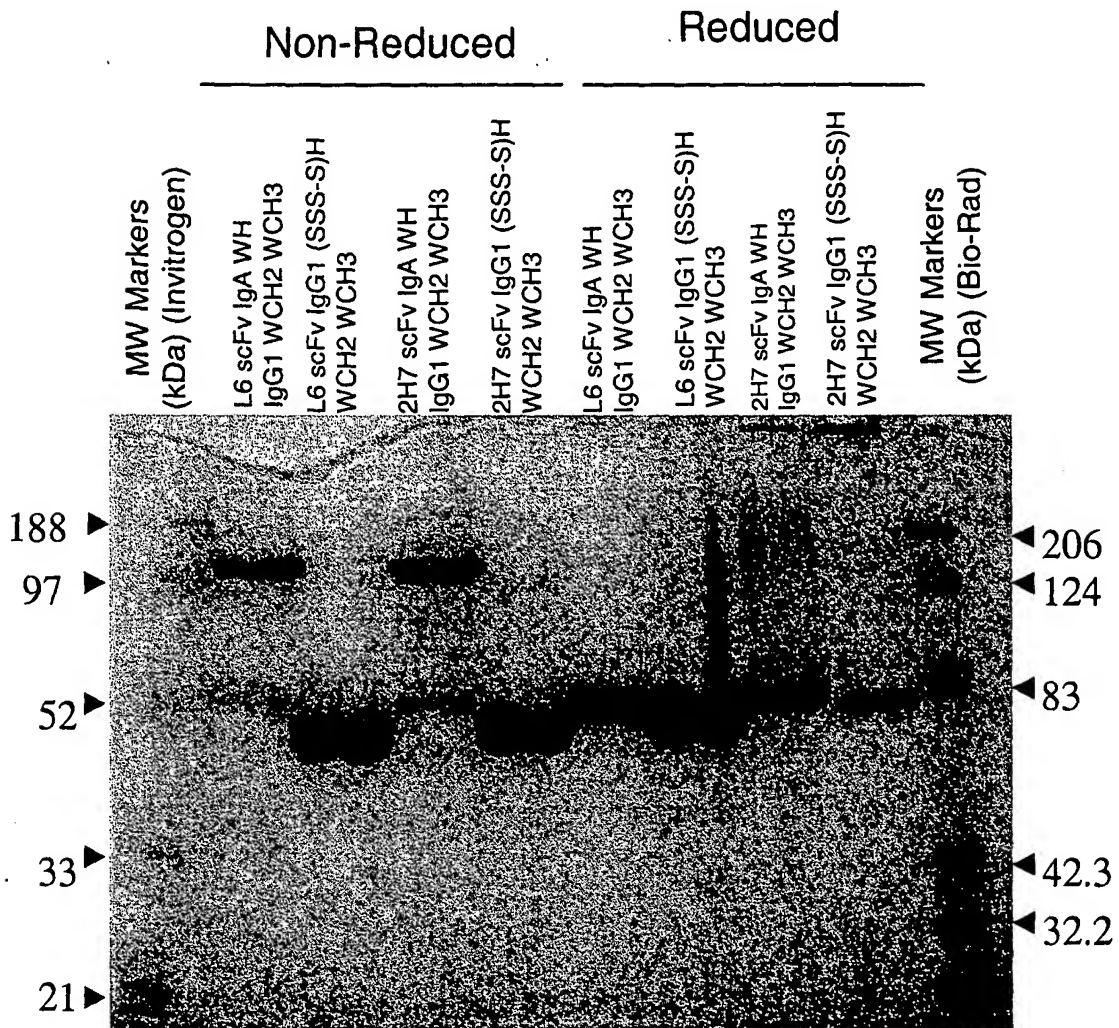 Non-Reduced
Reduced
MW Markers
(kDa) (Invitrogen)
L6 scFv IgA WH
IgG1 WCH2 WCH3
L6 scFv IgG1 (SSS-S)H
WCH2 WCH3
2H7 scFv IgA WH
IgG1 WCH2 WCH3
2H7 scFv IgG1 (SSS-S)H
WCH2 WCH3
L6 scFv IgA WH
IgG1 WCH2 WCH3
L6 scFv IgG1 (SSS-S)H
WCH2 WCH3
2H7 scFv IgA WH
IgG1 WCH2 WCH3
2H7 scFv IgG1 (SSS-S)H
WCH2 WCH3
MW Markers
(kDa) (Bio-Rad)
188
97
52
33
21
206
124
83
42.3
32.2